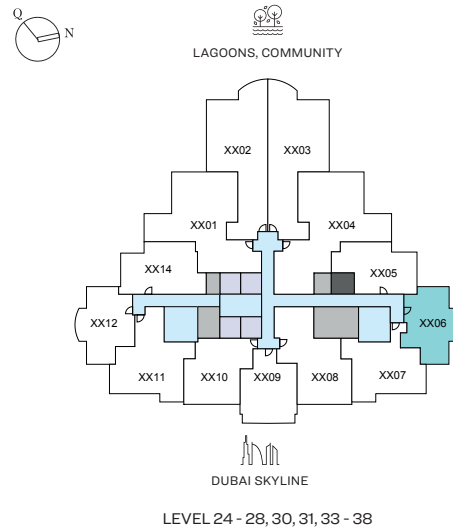 Q
N
LAGOONS, COMMUNITY
XX02
XX03
XX01
XX04
XX14
XX05
XX12
XX06
XX11
XX10
XX09
XX08
XX07
DUBAI SKYLINE
LEVEL 24 - 28, 30, 31, 33 - 38